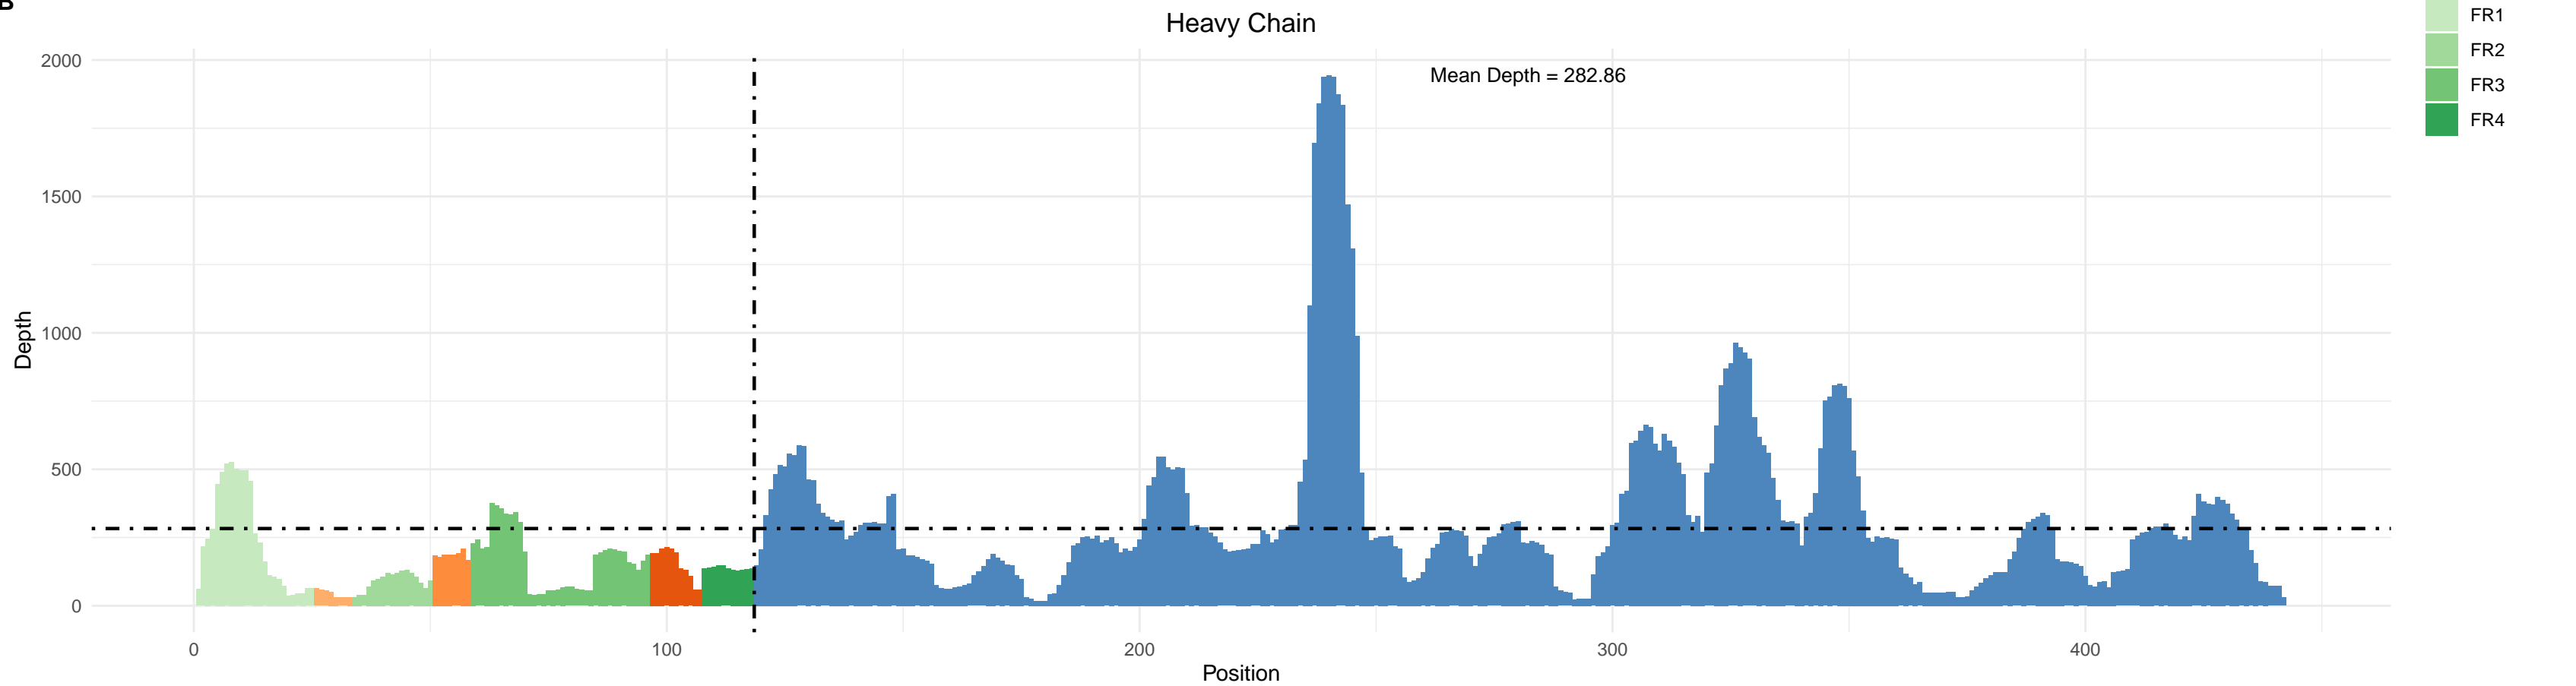 B
Heavy Chain
Mean Depth = 282.86
FR1
FR2
FR3
FR4
2000
1500
1000
500
0
Depth
0 100 200 300 400
Position